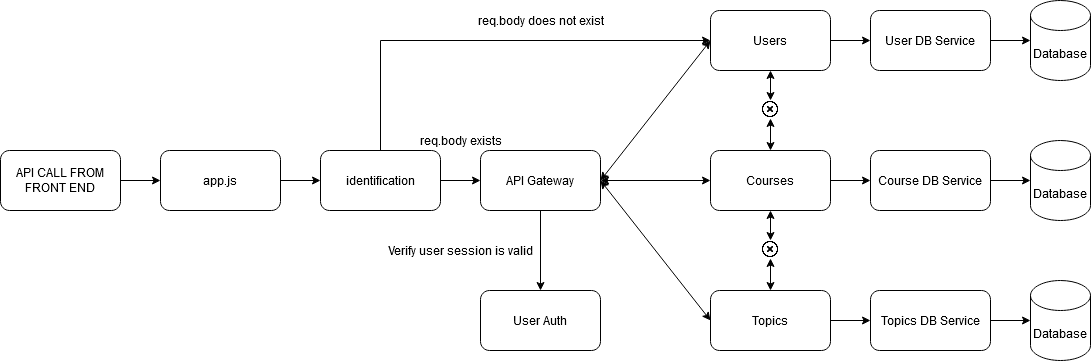 req.body does not exist
Users
User DB Service
Database
req.body exists
API CALL FROM
FRONT END
app.js
identification
API Gateway
Courses
Course DB Service
Database
Verify user session is valid
User Auth
Topics
Topics DB Service
Database